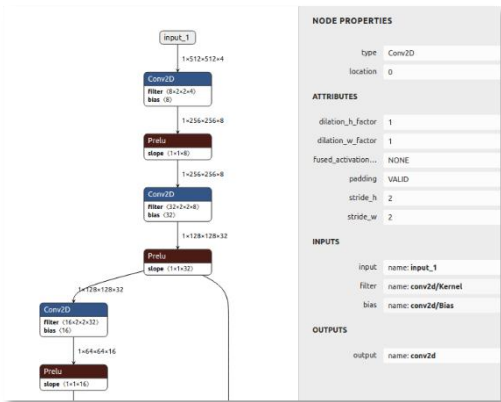 input_1
1×512×512×4
Conv2D
filter ⟨8×2×2×4⟩
bias ⟨8⟩
1×256×256×8
Prelu
slope ⟨1×1×8⟩
1×256×256×8
Conv2D
filter ⟨32×2×2×8⟩
bias ⟨32⟩
1×128×128×32
Prelu
slope ⟨1×1×32⟩
1×128×128×32
Conv2D
filter ⟨16×2×2×32⟩
bias ⟨16⟩
1×64×64×16
Prelu
slope ⟨1×1×16⟩
NODE PROPERTIES
type Conv2D
location 0
ATTRIBUTES
dilation_h_factor 1
dilation_w_factor 1
fused_activation... NONE
padding VALID
stride_h 2
stride_w 2
INPUTS
input name: input_1
filter name: conv2d/Kernel
bias name: conv2d/Bias
OUTPUTS
output name: conv2d